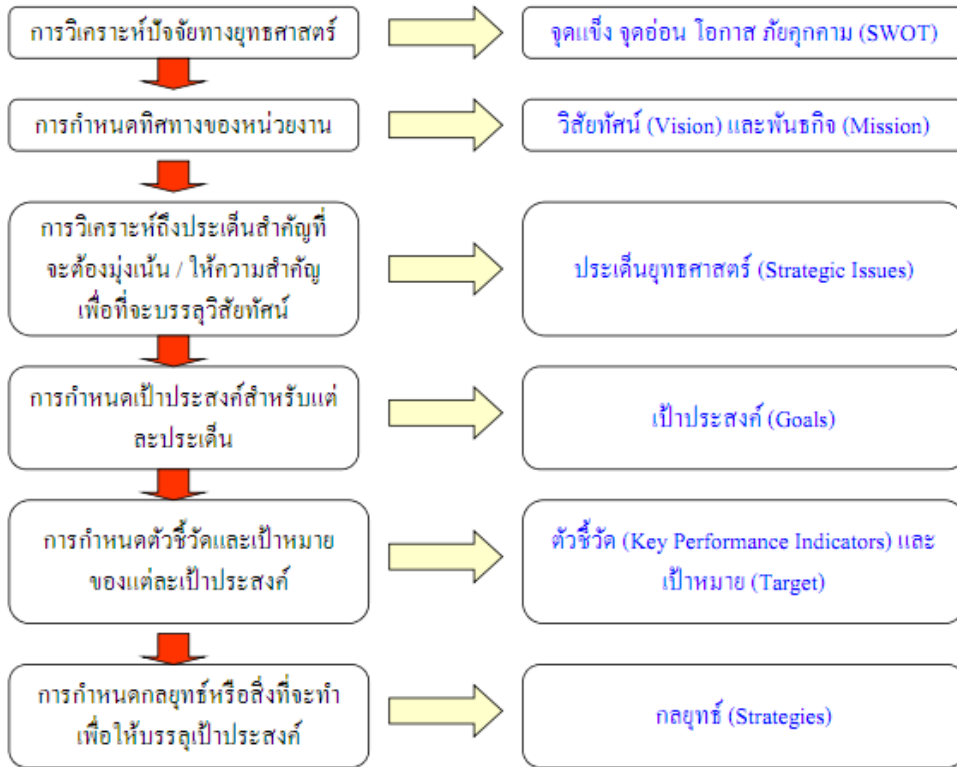 การวิเคราะห์ปัจจัยทางยุทธศาสตร์
จุดแข็ง จุดอ่อน โอกาส ภัยคุกคาม (SWOT)
การกำหนดทิศทางของหน่วยงาน
วิสัยทัศน์ (Vision) และพันธกิจ (Mission)
การวิเคราะห์ถึงประเด็นสำคัญที่
จะต้องมุ่งเน้น / ให้ความสำคัญ
เพื่อที่จะบรรลุวิสัยทัศน์
ประเด็นยุทธศาสตร์ (Strategic Issues)
การกำหนดเป้าประสงค์สำหรับแต่
ละประเด็น
เป้าประสงค์ (Goals)
การกำหนดตัวชี้วัดและเป้าหมาย
ของแต่ละเป้าประสงค์
ตัวชี้วัด (Key Performance Indicators) และ
เป้าหมาย (Target)
การกำหนดกลยุทธ์หรือสิ่งที่จะทำ
เพื่อให้บรรลุเป้าประสงค์
กลยุทธ์ (Strategies)